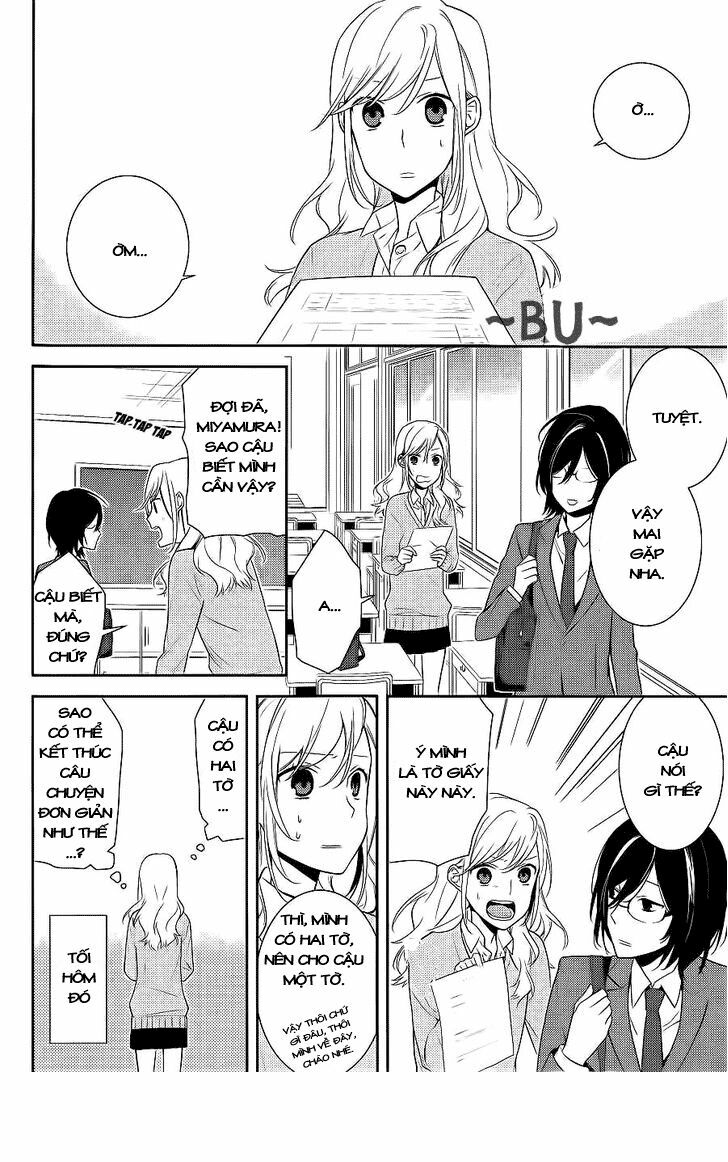 Ờ...
ỜM...
~BU~
TUYỆT.
VẬY
MAI
GẶP
NHA.
A...
ĐỢI ĐÃ,
MIYAMURA!
SAO CẬU
BIẾT MÌNH
CẦN VẬY?
TAP TAP TAP
CẬU BIẾT
MÀ,
ĐÚNG
CHỨ?
CẬU
NÓI
GÌ THẾ?
Ý MÌNH
LÀ TỜ GIẤY
NÀY NÀY.
THÌ, MÌNH
CÓ HAI TỜ,
NÊN CHO CẬU
MỘT TỜ.
VẬY THÔI CHỨ
GÌ ĐÂU, THÔI
MÌNH VỀ ĐÂY,
CHÀO NHÉ.
CẬU
CÓ
HAI
TỜ
...
SAO
CÓ THỂ
KẾT THÚC
CÂU
CHUYỆN
ĐƠN GIẢN
NHƯ THẾ
...?
TỐI
HÔM
ĐÓ